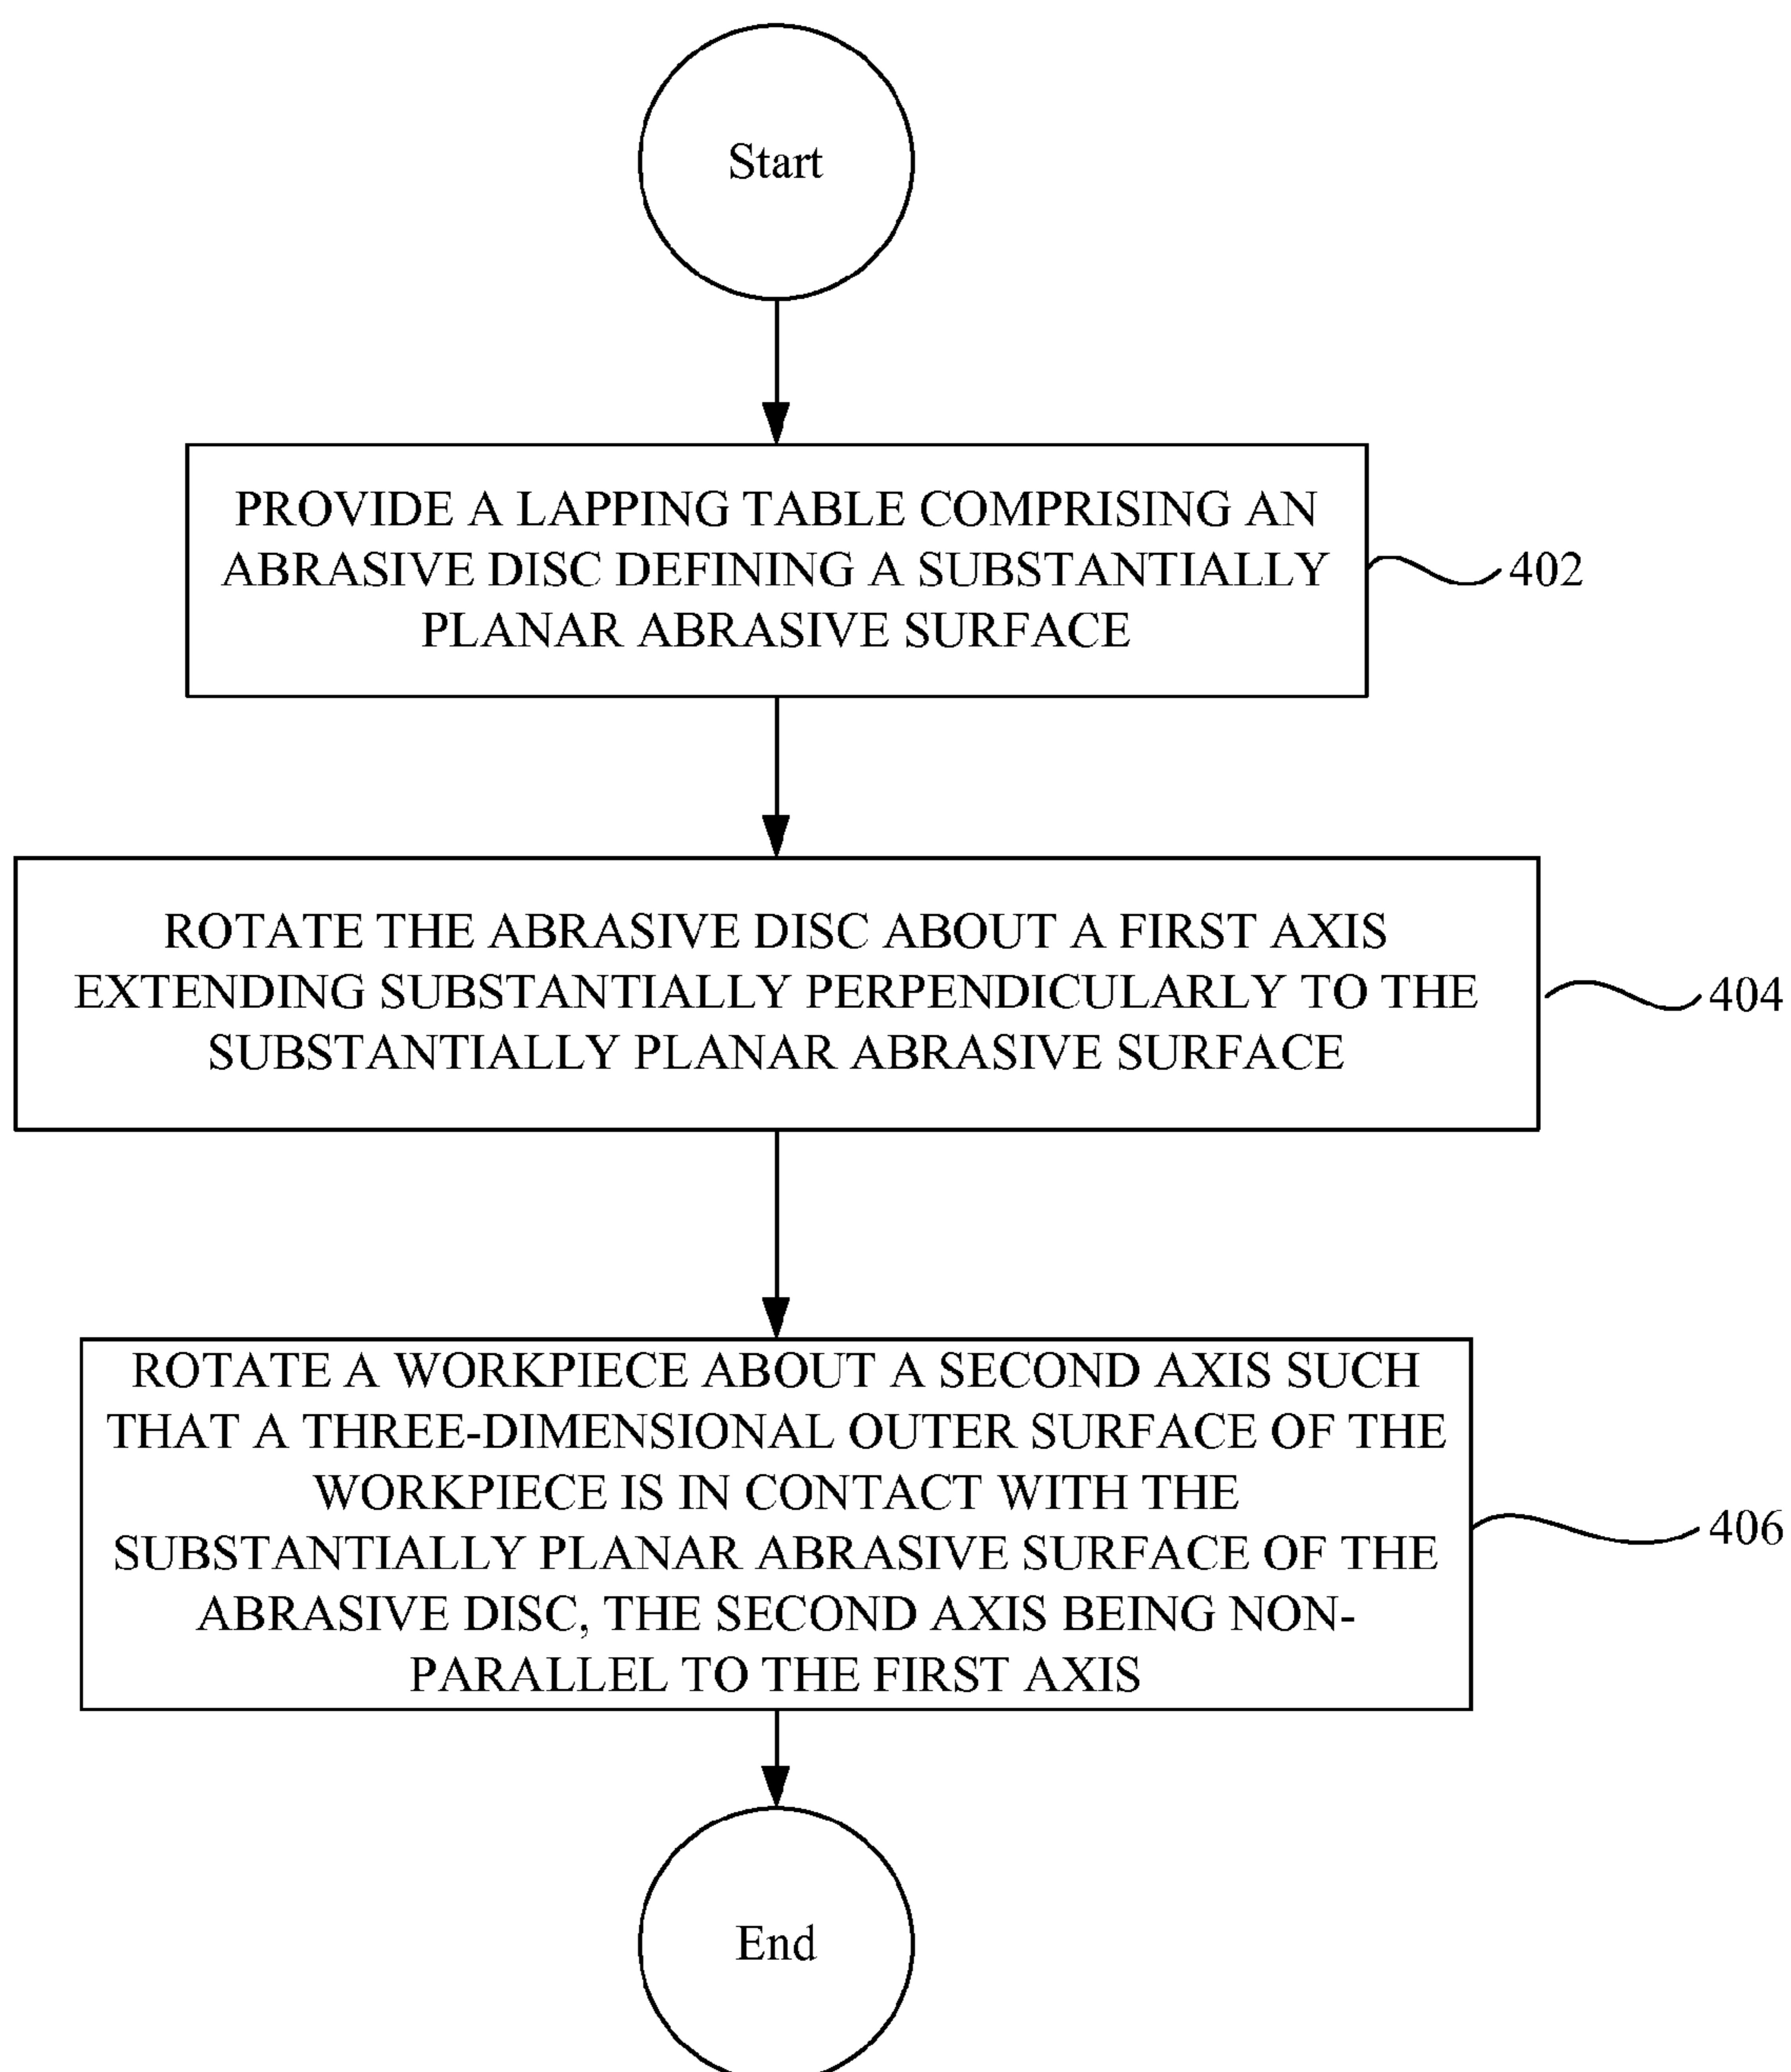 Start
PROVIDE A LAPPING TABLE COMPRISING AN
ABRASIVE DISC DEFINING A SUBSTANTIALLY
PLANAR ABRASIVE SURFACE
402
ROTATE THE ABRASIVE DISC ABOUT A FIRST AXIS
EXTENDING SUBSTANTIALLY PERPENDICULARLY TO THE
SUBSTANTIALLY PLANAR ABRASIVE SURFACE
404
ROTATE A WORKPIECE ABOUT A SECOND AXIS SUCH
THAT A THREE-DIMENSIONAL OUTER SURFACE OF THE
WORKPIECE IS IN CONTACT WITH THE
SUBSTANTIALLY PLANAR ABRASIVE SURFACE OF THE
ABRASIVE DISC, THE SECOND AXIS BEING NON-
PARALLEL TO THE FIRST AXIS
406
End